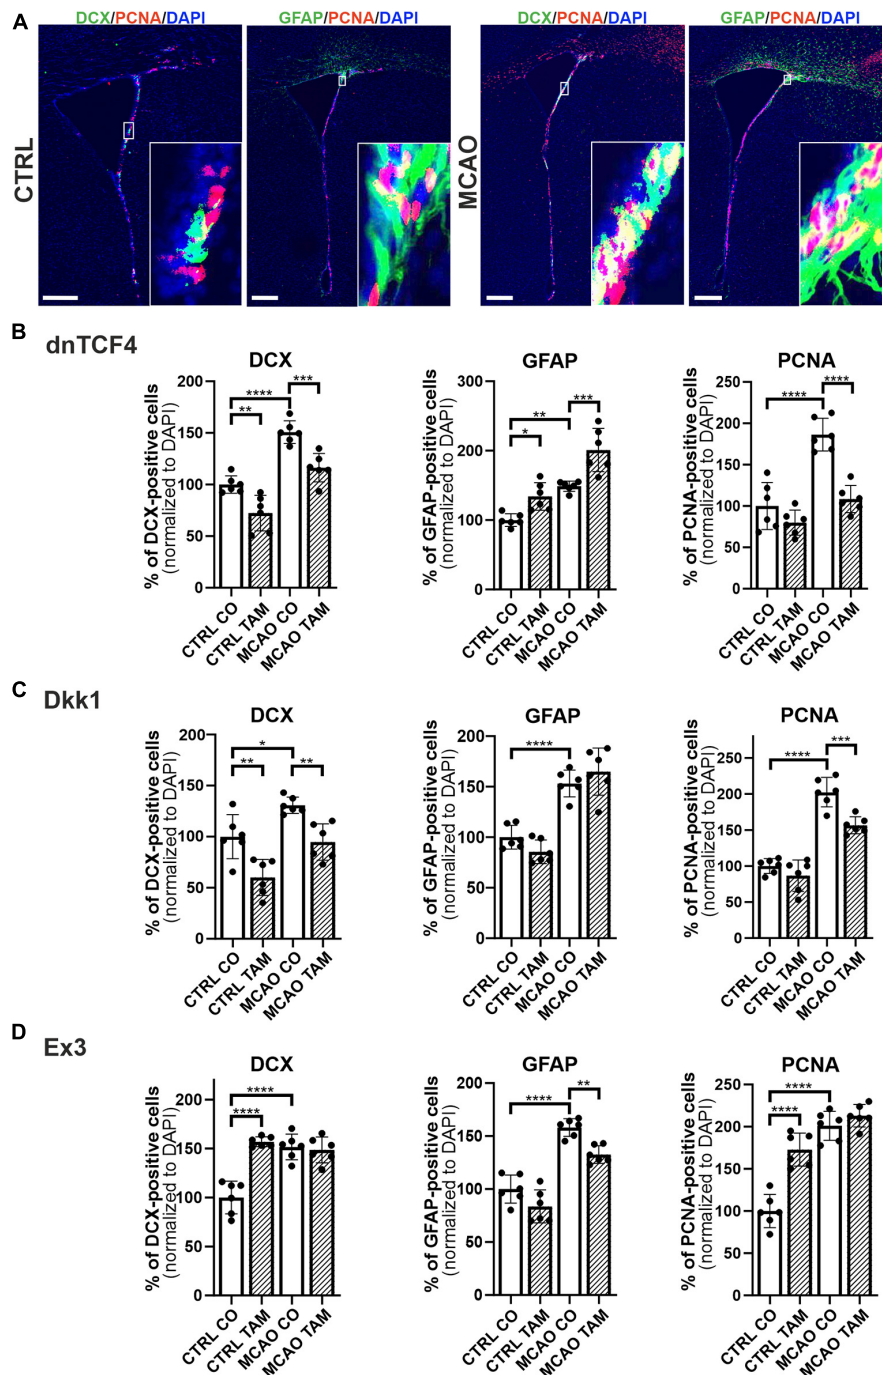 A
DCX/PCNA/DAPI
GFAP/PCNA/DAPI
DCX/PCNA/DAPI
GFAP/PCNA/DAPI
CTRL
MCAO
B
dnTCF4
DCX
% of DCX-positive cells
(normalized to DAPI)
200
150
100
50
0
**
****
***
CTRL CO
CTRL TAM
MCAO CO
MCAO TAM
GFAP
% of GFAP-positive cells
(normalized to DAPI)
300
200
100
0
*
**
***
CTRL CO
CTRL TAM
MCAO CO
MCAO TAM
PCNA
% of PCNA-positive cells
(normalized to DAPI)
250
200
150
100
50
0
****
****
CTRL CO
CTRL TAM
MCAO CO
MCAO TAM
C
Dkk1
DCX
% of DCX-positive cells
(normalized to DAPI)
200
150
100
50
0
*
**
**
CTRL CO
CTRL TAM
MCAO CO
MCAO TAM
GFAP
% of GFAP-positive cells
(normalized to DAPI)
200
150
100
50
0
****
CTRL CO
CTRL TAM
MCAO CO
MCAO TAM
PCNA
% of PCNA-positive cells
(normalized to DAPI)
250
200
150
100
50
0
****
***
CTRL CO
CTRL TAM
MCAO CO
MCAO TAM
D
Ex3
DCX
% of DCX-positive cells
(normalized to DAPI)
200
150
100
50
0
****
****
CTRL CO
CTRL TAM
MCAO CO
MCAO TAM
GFAP
% of GFAP-positive cells
(normalized to DAPI)
200
150
100
50
0
****
**
CTRL CO
CTRL TAM
MCAO CO
MCAO TAM
PCNA
% of PCNA-positive cells
(normalized to DAPI)
250
200
150
100
50
0
****
****
CTRL CO
CTRL TAM
MCAO CO
MCAO TAM